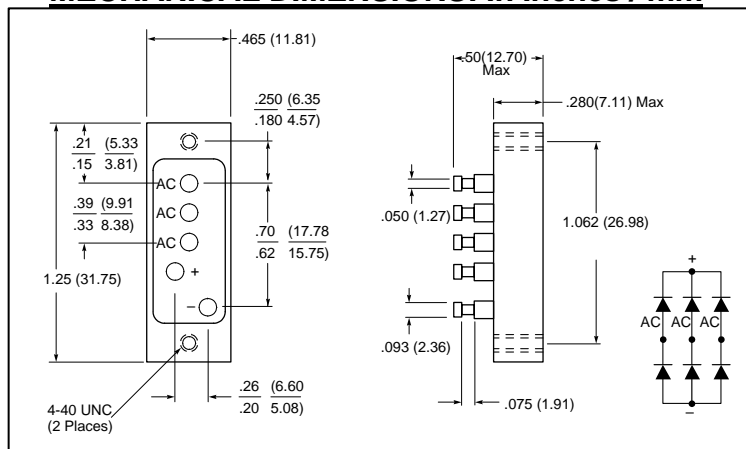 MECHANICAL DIMENSIONS. In Inches / mm
.465 (11.81)
.50(12.70)
Max
.250 (6.35
.180 4.57)
.280(7.11) Max
.21 (5.33
.15 3.81)
AC
.39 (9.91
.33 8.38)
AC
AC
.70 (17.78
.62 15.75)
.050 (1.27)
1.062 (26.98)
1.25 (31.75)
+
−
+
AC AC AC
−
.093 (2.36)
.26 (6.60
.20 5.08)
.075 (1.91)
4-40 UNC
(2 Places)